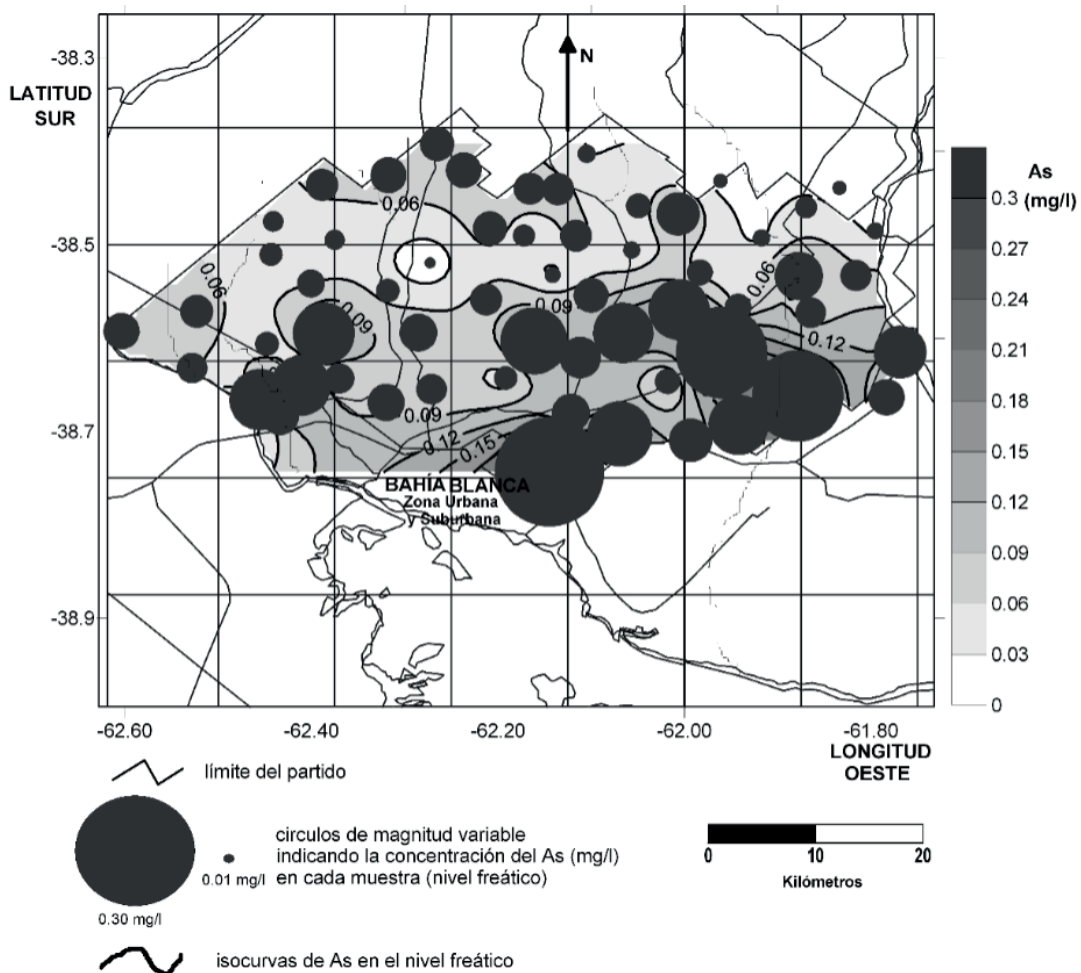 -38.3
LATITUD
SUR
N
As
(mg/l)
0.3
0.27
0.24
0.21
0.18
0.15
0.12
0.09
0.06
0.03
0
-38.5
-38.7
-38.9
0.06
0.06
0.06
0.09
0.09
0.12
0.09
0.12
0.15
BAHÍA BLANCA
Zona Urbana
y Suburbana
-62.60
-62.40
-62.20
-62.00
-61.80
LONGITUD
OESTE
límite del partido
circulos de magnitud variable
indicando la concentración del As (mg/l)
0.01 mg/l
en cada muestra (nivel freático)
0.30 mg/l
0
10
20
Kilómetros
isocurvas de As en el nivel freático